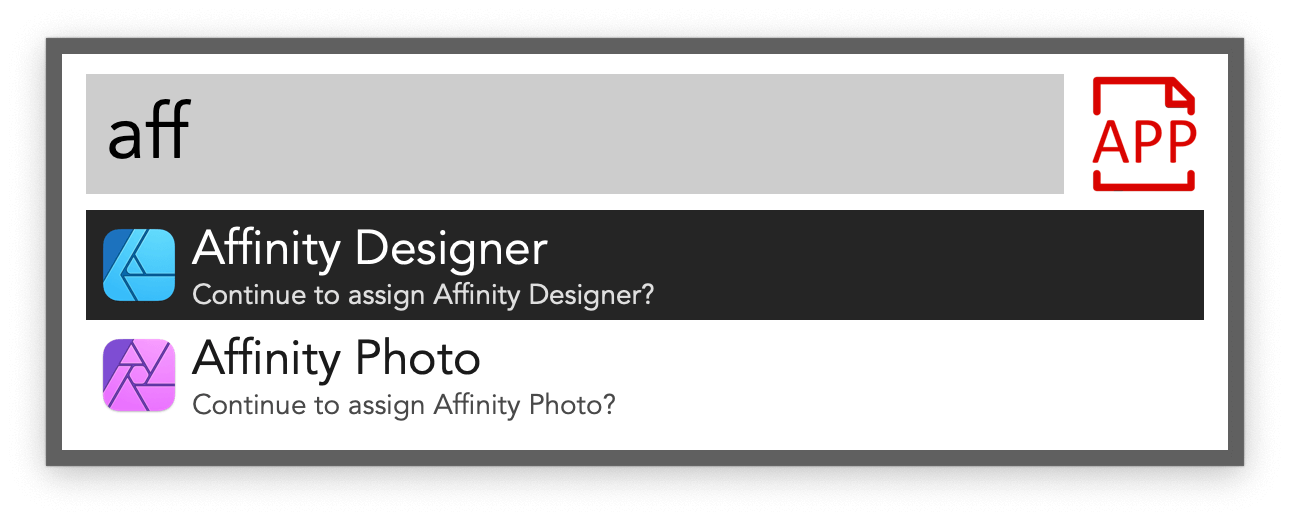 aff
APP
Affinity Designer
Continue to assign Affinity Designer?
Affinity Photo
Continue to assign Affinity Photo?